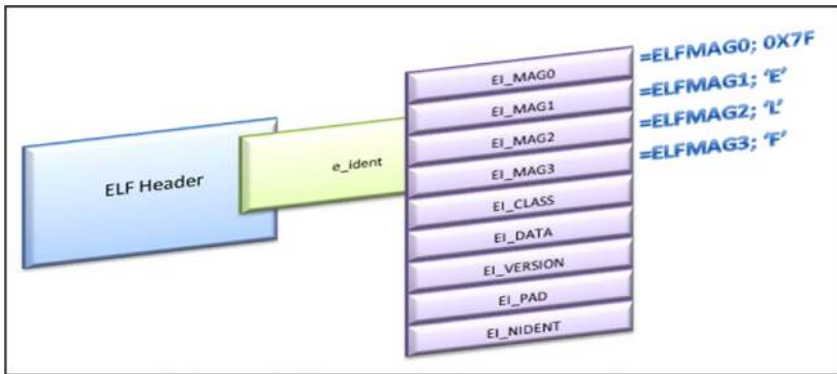 ELF Header
e_ident
EI_MAG0
=ELFMAG0; 0X7F
EI_MAG1
=ELFMAG1; ‘E’
EI_MAG2
=ELFMAG2; ‘L’
EI_MAG3
=ELFMAG3; ‘F’
EI_CLASS
EI_DATA
EI_VERSION
EI_PAD
EI_NIDENT